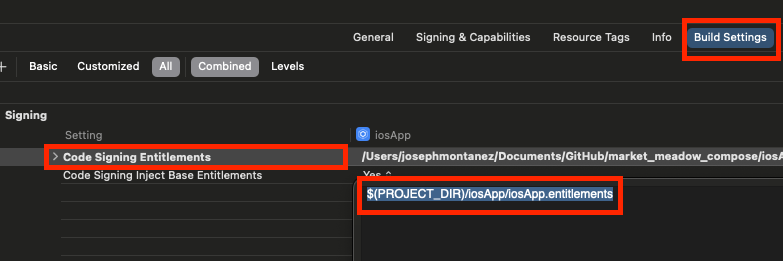 General Signing & Capabilities Resource Tags Info Build Settings
+ Basic Customized All Combined Levels
Signing
Setting iosApp
> Code Signing Entitlements /Users/josephmontanez/Documents/GitHub/market_meadow_compose/iosA
Code Signing Inject Base Entitlements Yes
$(PROJECT_DIR)/iosApp/iosApp.entitlements